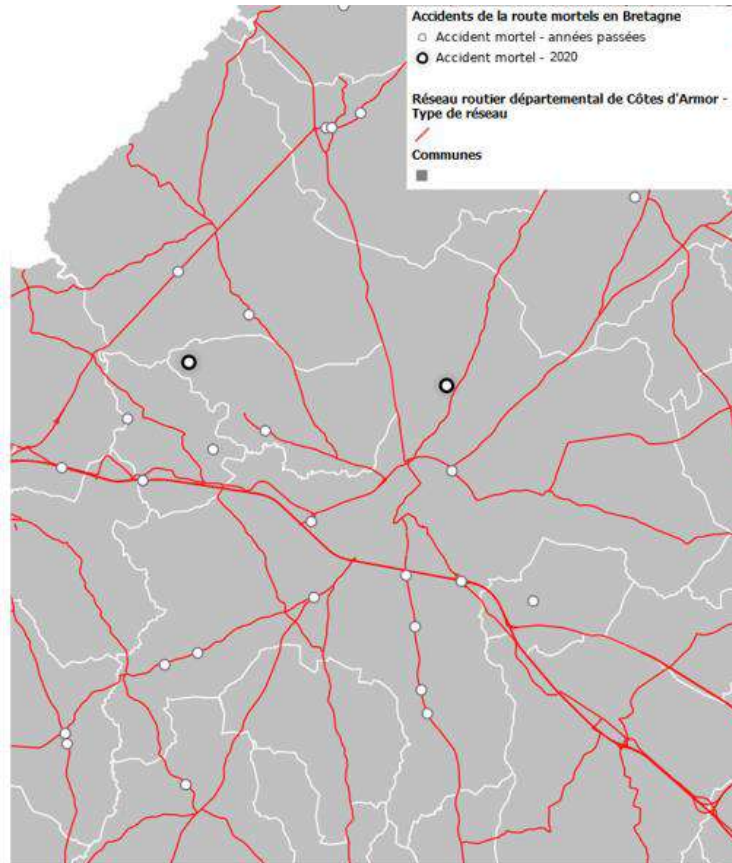 Accidents de la route mortels en Bretagne
Accident mortel - années passées
Accident mortel - 2020
Réseau routier départemental de Côtes d'Armor -
Type de réseau
Communes